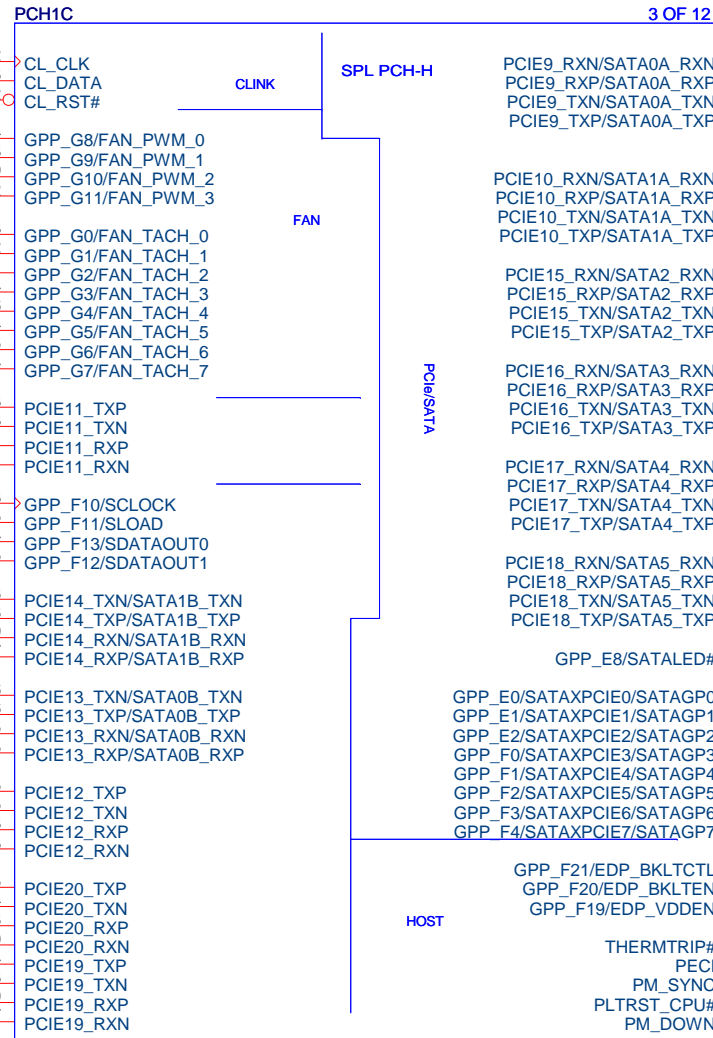 PCH1C
3 OF 12
CL_CLK
CL_DATA
CL_RST#
CLINK
SPL PCH-H
GPP_G8/FAN_PWM_0
GPP_G9/FAN_PWM_1
GPP_G10/FAN_PWM_2
GPP_G11/FAN_PWM_3
FAN
GPP_G0/FAN_TACH_0
GPP_G1/FAN_TACH_1
GPP_G2/FAN_TACH_2
GPP_G3/FAN_TACH_3
GPP_G4/FAN_TACH_4
GPP_G5/FAN_TACH_5
GPP_G6/FAN_TACH_6
GPP_G7/FAN_TACH_7
PCIE11_TXP
PCIE11_TXN
PCIE11_RXP
PCIE11_RXN
GPP_F10/SCLOCK
GPP_F11/SLOAD
GPP_F13/SDATAOUT0
GPP_F12/SDATAOUT1
PCIE14_TXN/SATA1B_TXN
PCIE14_TXP/SATA1B_TXP
PCIE14_RXN/SATA1B_RXN
PCIE14_RXP/SATA1B_RXP
PCIE13_TXN/SATA0B_TXN
PCIE13_TXP/SATA0B_TXP
PCIE13_RXN/SATA0B_RXN
PCIE13_RXP/SATA0B_RXP
PCIE12_TXP
PCIE12_TXN
PCIE12_RXP
PCIE12_RXN
PCIE20_TXP
PCIE20_TXN
PCIE20_RXP
PCIE20_RXN
PCIE19_TXP
PCIE19_TXN
PCIE19_RXP
PCIE19_RXN
PCIe/SATA
HOST
PCIE9_RXN/SATA0A_RXN
PCIE9_RXP/SATA0A_RXP
PCIE9_TXN/SATA0A_TXN
PCIE9_TXP/SATA0A_TXP
PCIE10_RXN/SATA1A_RXN
PCIE10_RXP/SATA1A_RXP
PCIE10_TXN/SATA1A_TXN
PCIE10_TXP/SATA1A_TXP
PCIE15_RXN/SATA2_RXN
PCIE15_RXP/SATA2_RXP
PCIE15_TXN/SATA2_TXN
PCIE15_TXP/SATA2_TXP
PCIE16_RXN/SATA3_RXN
PCIE16_RXP/SATA3_RXP
PCIE16_TXN/SATA3_TXN
PCIE16_TXP/SATA3_TXP
PCIE17_RXN/SATA4_RXN
PCIE17_RXP/SATA4_RXP
PCIE17_TXN/SATA4_TXN
PCIE17_TXP/SATA4_TXP
PCIE18_RXN/SATA5_RXN
PCIE18_RXP/SATA5_RXP
PCIE18_TXN/SATA5_TXN
PCIE18_TXP/SATA5_TXP
GPP_E8/SATALED#
GPP_E0/SATAXPCIE0/SATAGP0
GPP_E1/SATAXPCIE1/SATAGP1
GPP_E2/SATAXPCIE2/SATAGP2
GPP_F0/SATAXPCIE3/SATAGP3
GPP_F1/SATAXPCIE4/SATAGP4
GPP_F2/SATAXPCIE5/SATAGP5
GPP_F3/SATAXPCIE6/SATAGP6
GPP_F4/SATAXPCIE7/SATAGP7
GPP_F21/EDP_BKLTCTL
GPP_F20/EDP_BKLTEN
GPP_F19/EDP_VDDEN
THERMTRIP#
PECI
PM_SYNC
PLTRST_CPU#
PM_DOWN